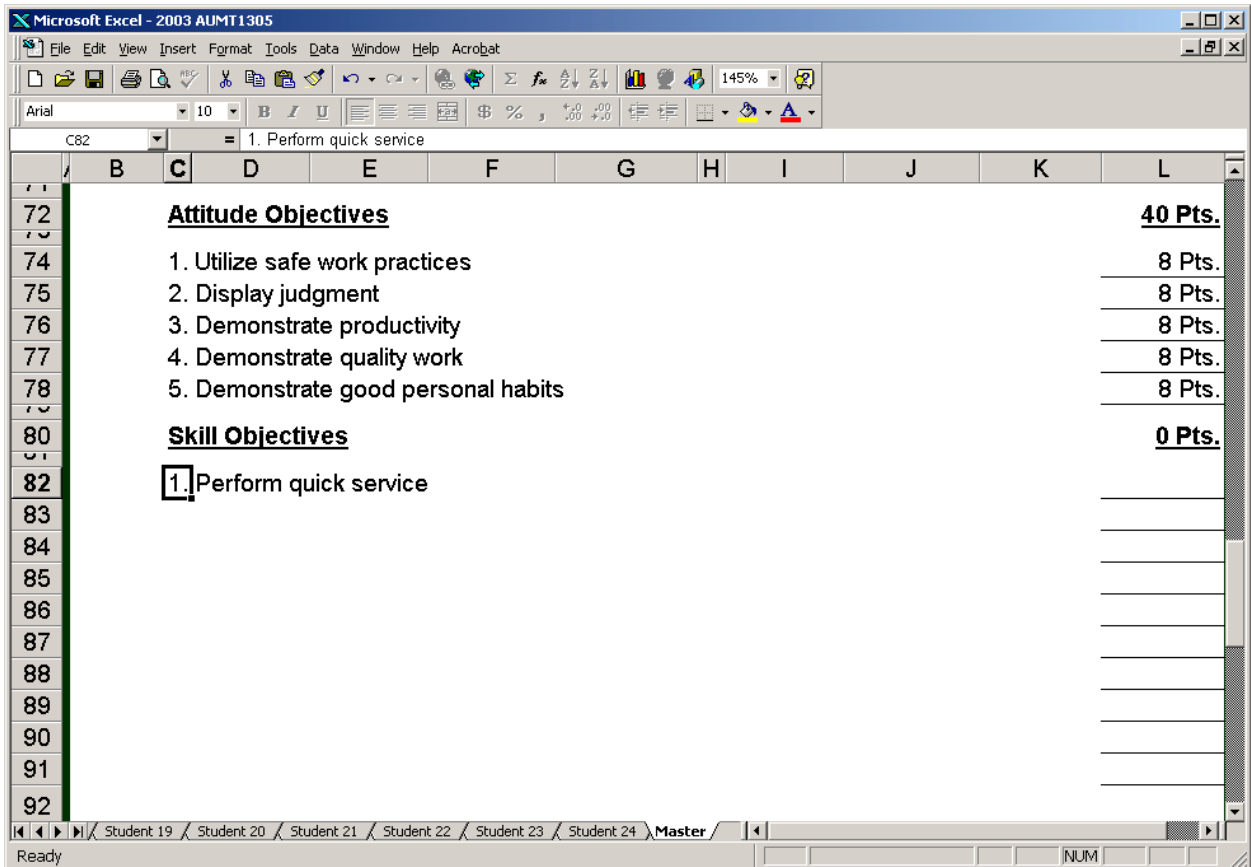 Microsoft Excel - 2003 AUMT1305
File Edit View Insert Format Tools Data Window Help Acrobat
145%
Arial 10 B I U $ % ,
C82 = 1. Perform quick service
B C D E F G H I J K L
72 Attitude Objectives 40 Pts.
74 1. Utilize safe work practices 8 Pts.
75 2. Display judgment 8 Pts.
76 3. Demonstrate productivity 8 Pts.
77 4. Demonstrate quality work 8 Pts.
78 5. Demonstrate good personal habits 8 Pts.
80 Skill Objectives 0 Pts.
82 1. Perform quick service
83
84
85
86
87
88
89
90
91
92
Student 19 Student 20 Student 21 Student 22 Student 23 Student 24 Master
Ready NUM